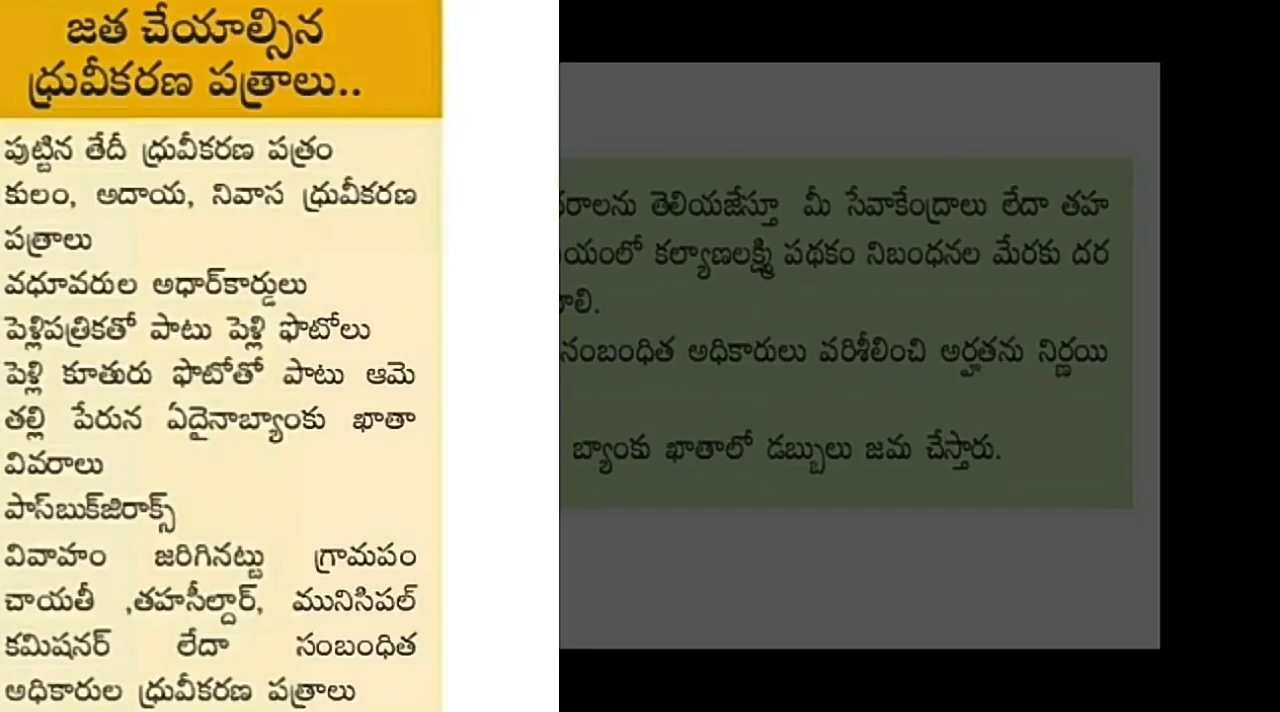 జత చేయాల్సిన
ధ్రువీకరణ పత్రాలు..
పుట్టిన తేదీ ధ్రువీకరణ పత్రం
కులం, అదాయ, నివాస ధ్రువీకరణ
పత్రాలు
వధూవరుల అధార్‌కార్డులు
పెళ్లిపత్రికతో పాటు పెళ్లి ఫొటోలు
పెళ్లి కూతురు ఫొటోతో పాటు ఆమె
తల్లి పేరున ఏదైనాబ్యాంకు ఖాతా
వివరాలు
పాస్‌బుక్‌జిరాక్స్
వివాహం జరిగినట్టు గ్రామపం
చాయతీ ,తహసీల్దార్, మునిసిపల్
కమిషనర్ లేదా సంబంధిత
అధికారుల ధ్రువీకరణ పత్రాలు
తెలియజేస్తూ మీ సేవాకేంద్రాలు లేదా తహ
కల్యాణలక్ష్మి పథకం నిబంధనల మేరకు దర
అధికారులు పరిశీలించి అర్హతను నిర్ణయి
బ్యాంకు ఖాతాలో డబ్బులు జమ చేస్తారు.